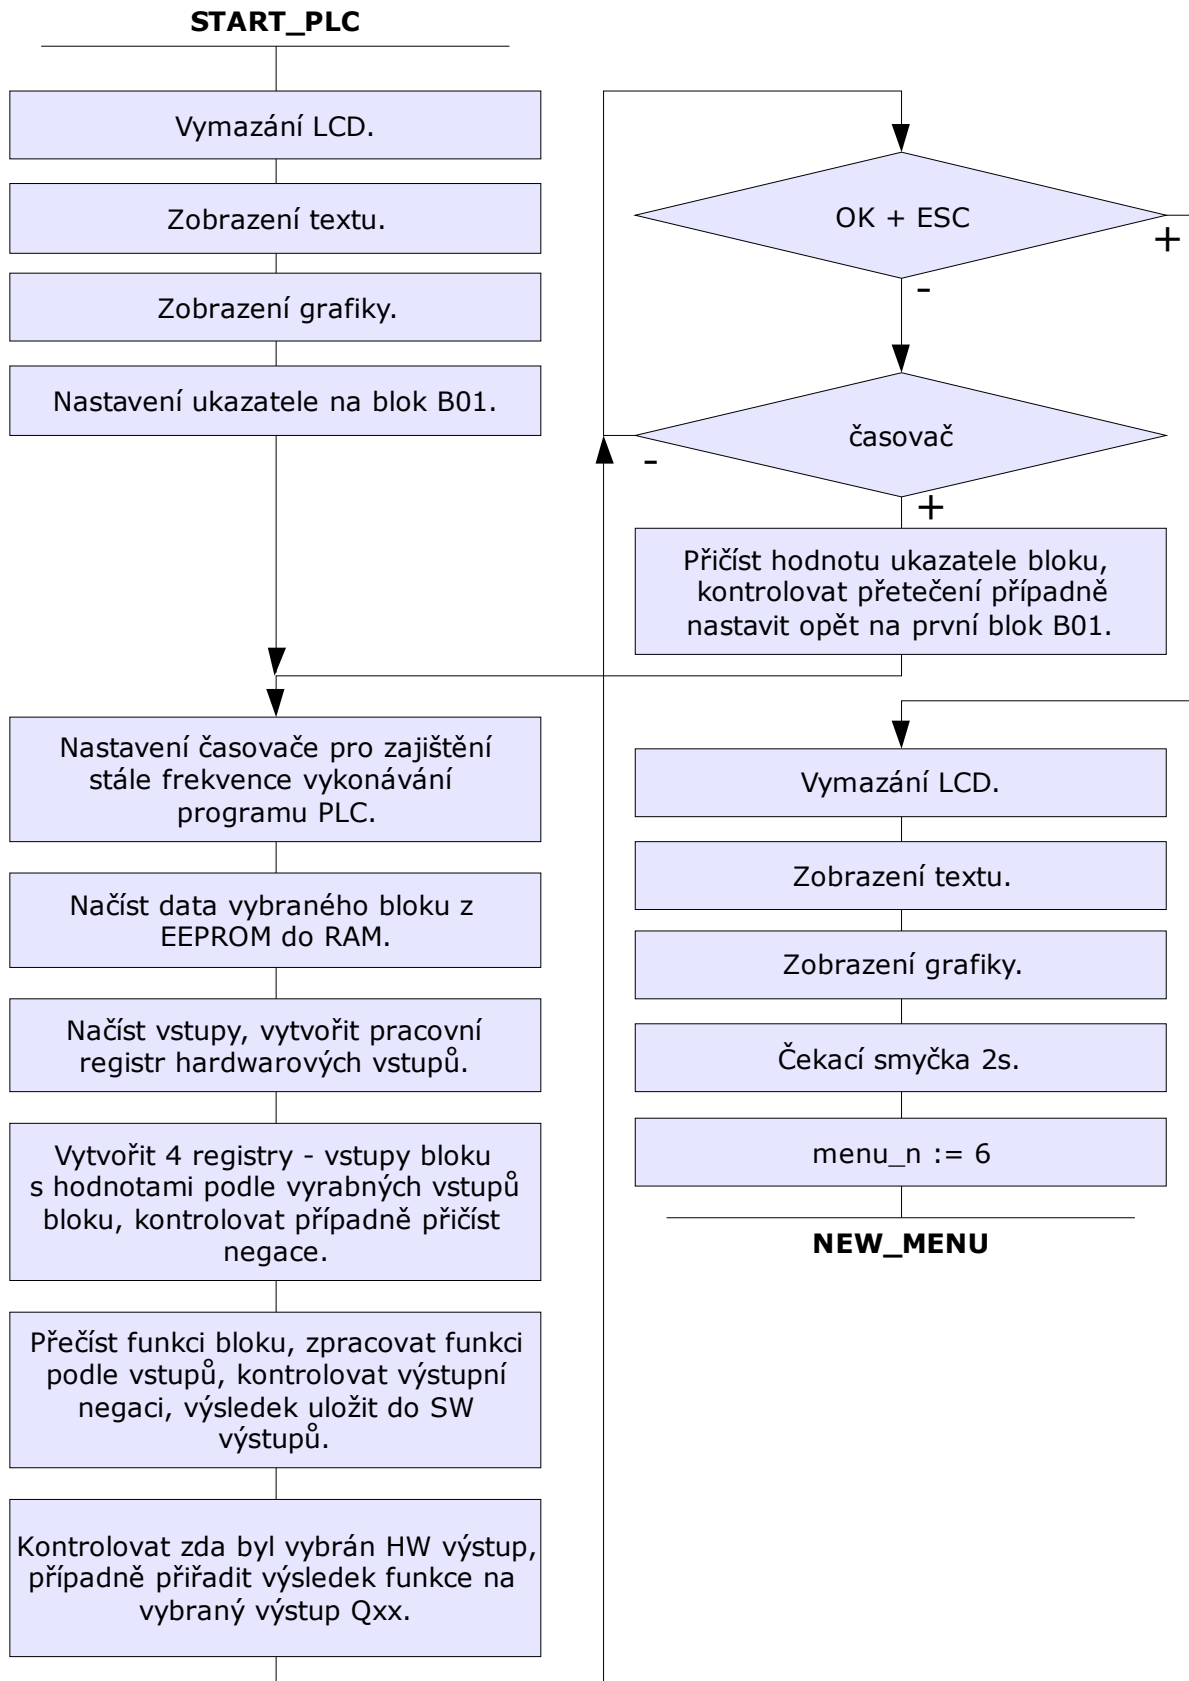 START_PLC
Vymazání LCD.
Zobrazení textu.
Zobrazení grafiky.
Nastavení ukazatele na blok B01.
Nastavení časovače pro zajištění
stále frekvence vykonávání
programu PLC.
Načíst data vybraného bloku z
EEPROM do RAM.
Načíst vstupy, vytvořit pracovní
registr hardwarových vstupů.
Vytvořit 4 registry - vstupy bloku
s hodnotami podle vyrabných vstupů
bloku, kontrolovat případně přičíst
negace.
Přečíst funkci bloku, zpracovat funkci
podle vstupů, kontrolovat výstupní
negaci, výsledek uložit do SW
výstupů.
Kontrolovat zda byl vybrán HW výstup,
případně přiřadit výsledek funkce na
vybraný výstup Qxx.
OK + ESC
+
-
časovač
-
+
Přičíst hodnotu ukazatele bloku,
kontrolovat přetečení případně
nastavit opět na první blok B01.
Vymazání LCD.
Zobrazení textu.
Zobrazení grafiky.
Čekací smyčka 2s.
menu_n := 6
NEW_MENU